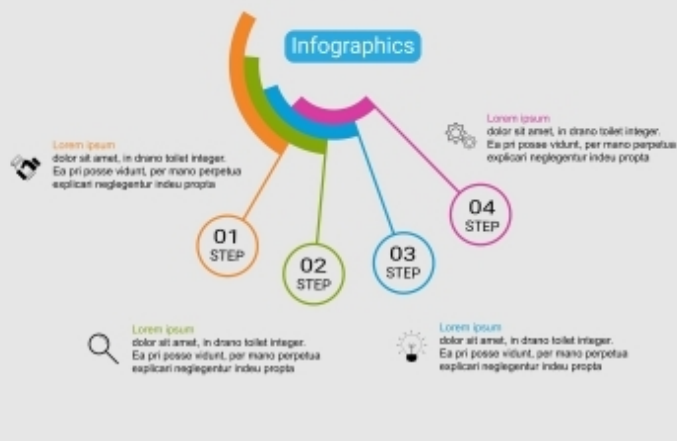 Infographics
Lorem ipsum
dolor sit amet, in drano toilet integer.
Ea pri posse vidunt, per mano perpetua
explicari neglegentur indeu propta
Lorem ipsum
dolor sit amet, in drano toilet integer.
Ea pri posse vidunt, per mano perpetua
explicari neglegentur indeu propta
01
STEP
02
STEP
03
STEP
04
STEP
Lorem ipsum
dolor sit amet, in drano toilet integer.
Ea pri posse vidunt, per mano perpetua
explicari neglegentur indeu propta
Lorem ipsum
dolor sit amet, in drano toilet integer.
Ea pri posse vidunt, per mano perpetua
explicari neglegentur indeu propta